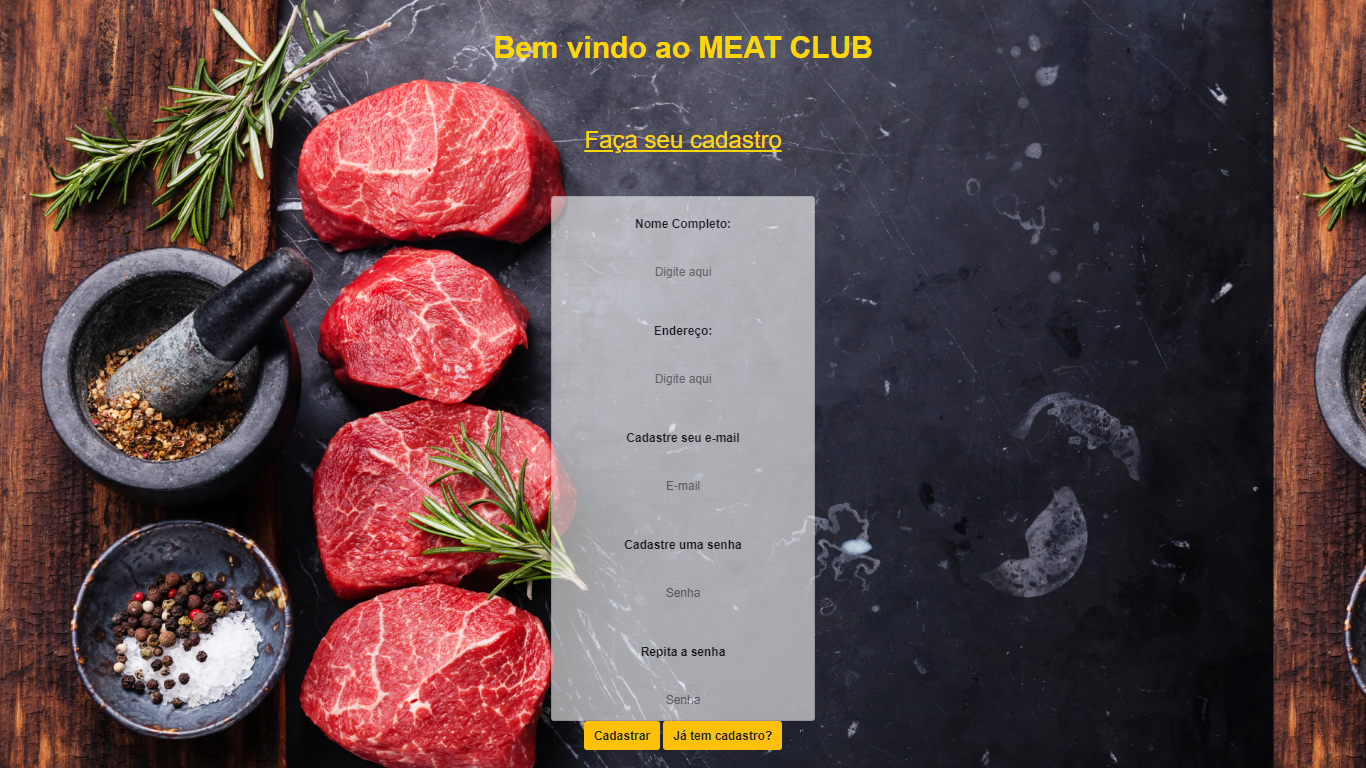 Bem vindo ao MEAT CLUB
Faça seu cadastro
Nome Completo:
Digite aqui
Endereço:
Digite aqui
Cadastre seu e-mail
E-mail
Cadastre uma senha
Senha
Repita a senha
Senha
Cadastrar Já tem cadastro?